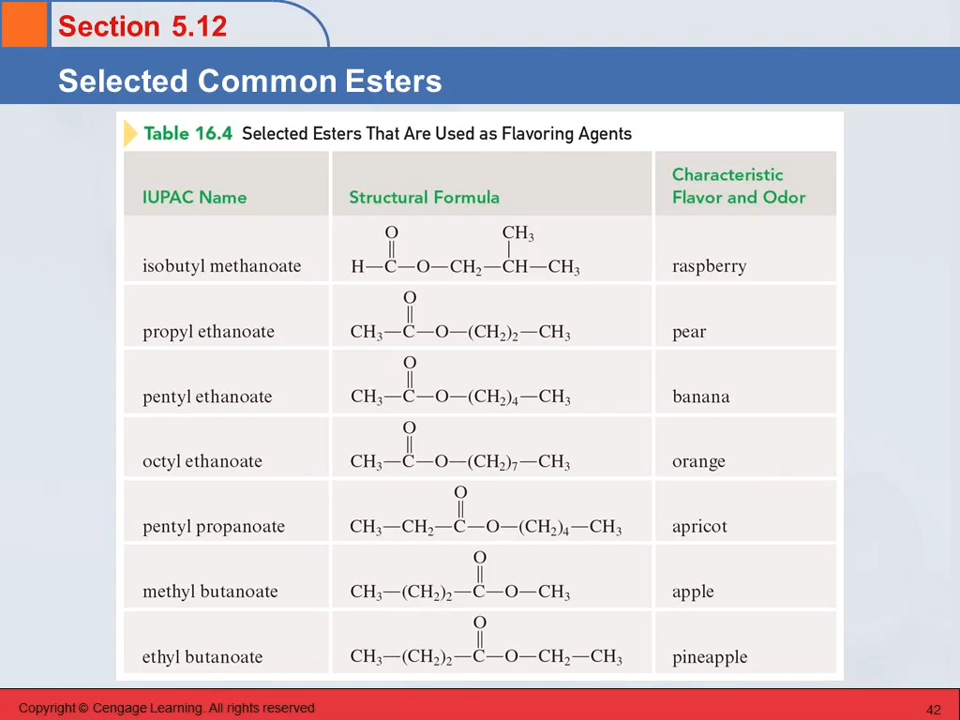 Section 5.12
Selected Common Esters
Table 16.4 Selected Esters That Are Used as Flavoring Agents
IUPAC Name Structural Formula Characteristic Flavor and Odor
O CH₃
‖ |
isobutyl methanoate H—C—O—CH₂—CH—CH₃ raspberry
O
‖
propyl ethanoate CH₃—C—O—(CH₂)₂—CH₃ pear
O
‖
pentyl ethanoate CH₃—C—O—(CH₂)₄—CH₃ banana
O
‖
octyl ethanoate CH₃—C—O—(CH₂)₇—CH₃ orange
O
‖
pentyl propanoate CH₃—CH₂—C—O—(CH₂)₄—CH₃ apricot
O
‖
methyl butanoate CH₃—(CH₂)₂—C—O—CH₃ apple
O
‖
ethyl butanoate CH₃—(CH₂)₂—C—O—CH₂—CH₃ pineapple
Copyright © Cengage Learning. All rights reserved 42